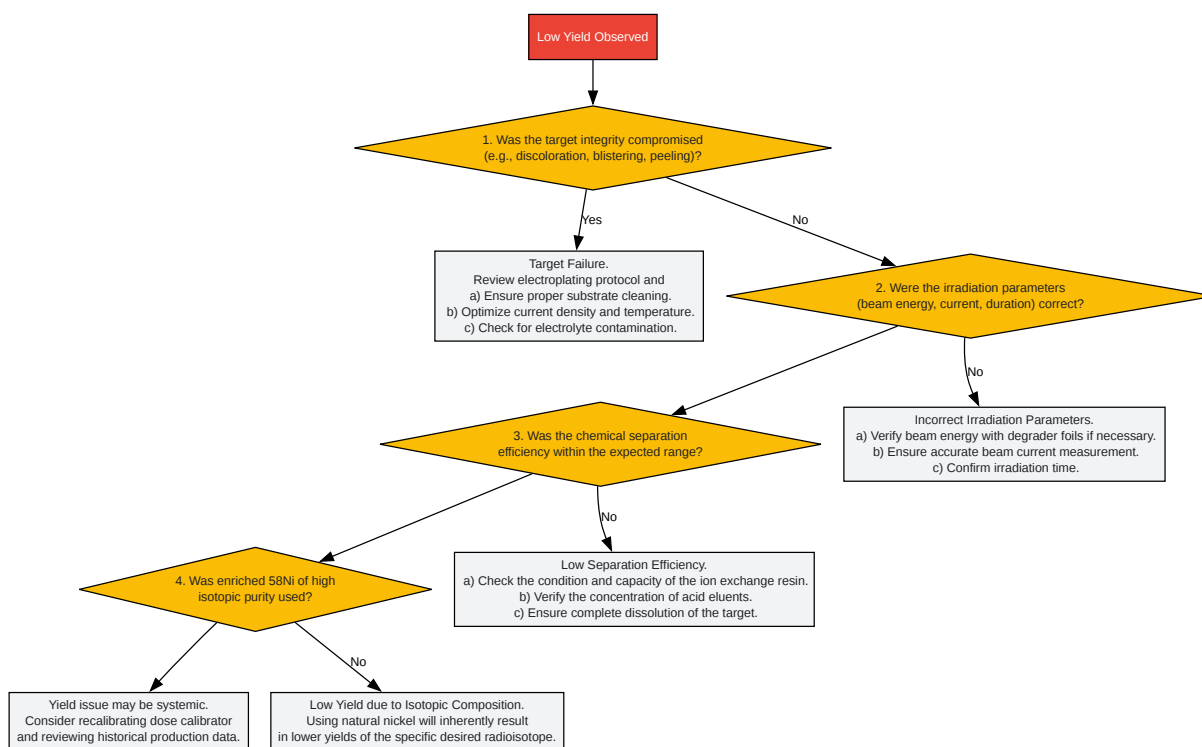 Low Yield Observed
1. Was the target integrity compromised
(e.g., discoloration, blistering, peeling)?
Yes
No
Target Failure.
Review electroplating protocol and
a) Ensure proper substrate cleaning.
b) Optimize current density and temperature.
c) Check for electrolyte contamination.
2. Were the irradiation parameters
(beam energy, current, duration) correct?
No
Incorrect Irradiation Parameters.
a) Verify beam energy with degrader foils if necessary.
b) Ensure accurate beam current measurement.
c) Confirm irradiation time.
3. Was the chemical separation
efficiency within the expected range?
No
Low Separation Efficiency.
a) Check the condition and capacity of the ion exchange resin.
b) Verify the concentration of acid eluents.
c) Ensure complete dissolution of the target.
4. Was enriched 58Ni of high
isotopic purity used?
No
Yield issue may be systemic.
Consider recalibrating dose calibrator
and reviewing historical production data.
Low Yield due to Isotopic Composition.
Using natural nickel will inherently result
in lower yields of the specific desired radioisotope.